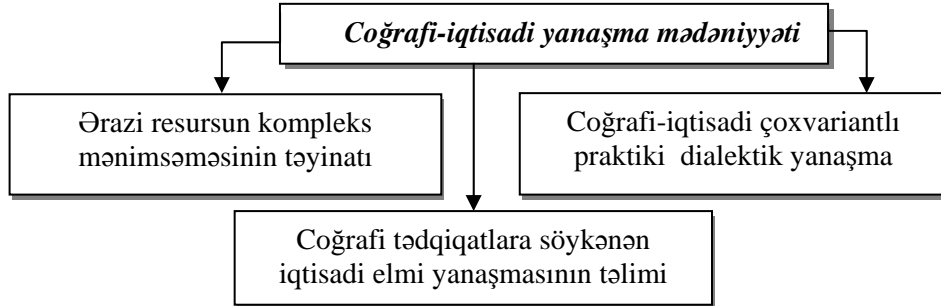 Coğrafi-iqtisadi yanaşma mədəniyyəti
Ərazi resursun kompleks
mənimsəməsinin təyinatı
Coğrafi-iqtisadi çoxvariantlı
praktiki dialektik yanaşma
Coğrafi tədqiqatlara söykənən
iqtisadi elmi yanaşmasının təlimi